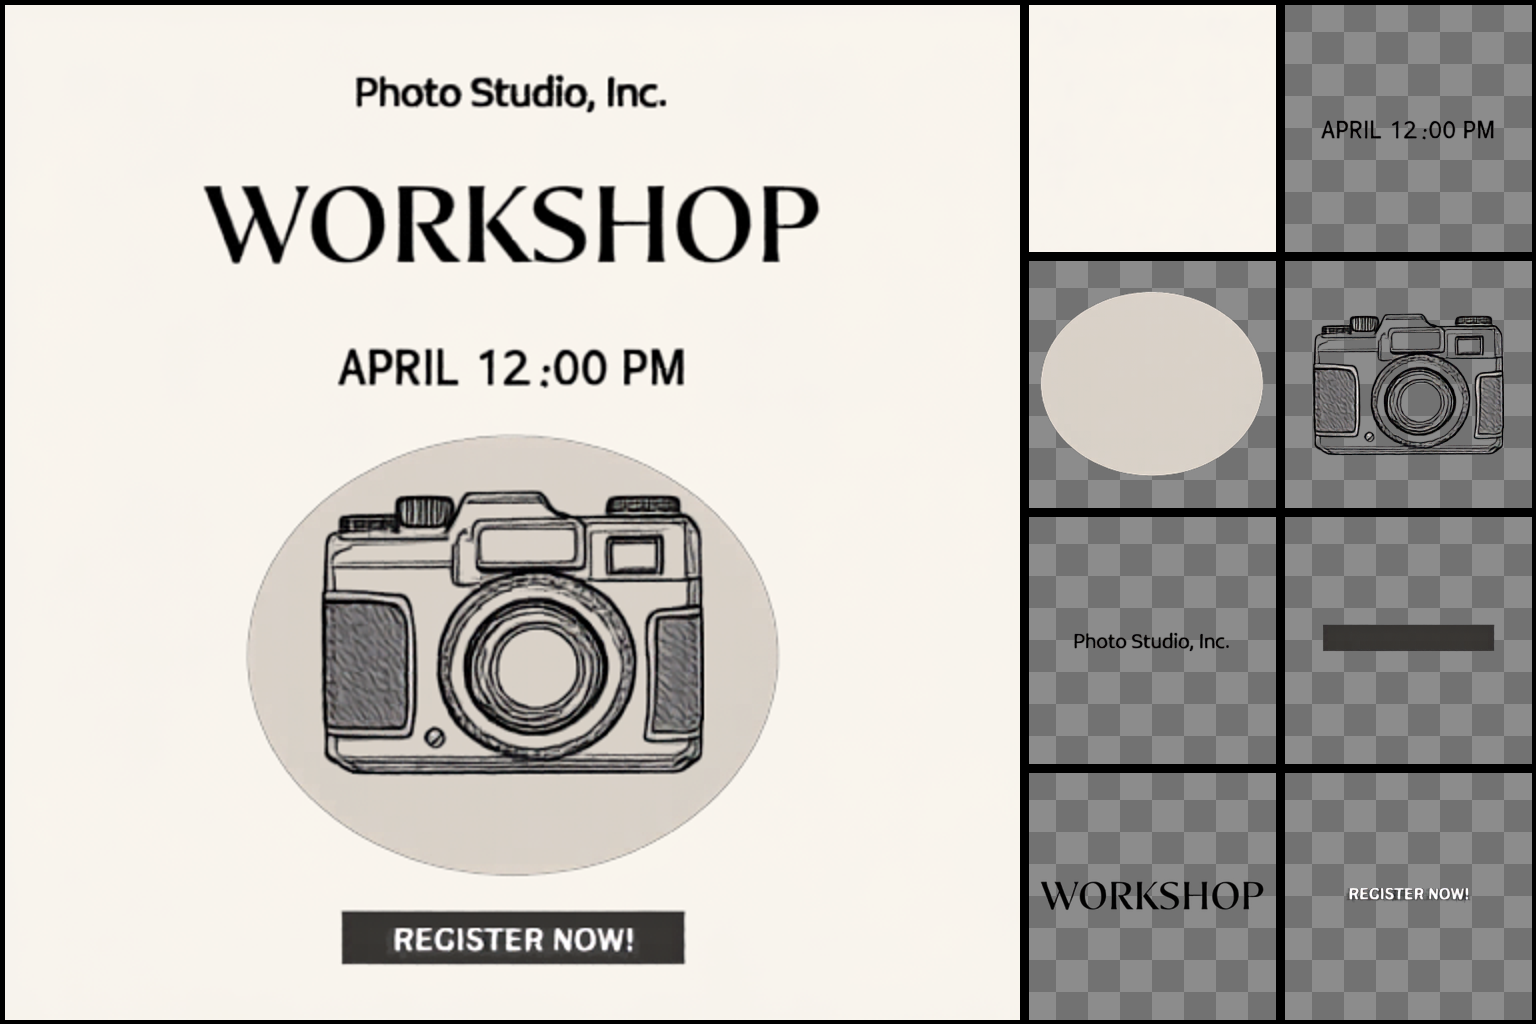 Photo Studio, Inc.
WORKSHOP
APRIL 12 :00 PM
REGISTER NOW!
APRIL 12 :00 PM
Photo Studio, Inc.
WORKSHOP
REGISTER NOW!